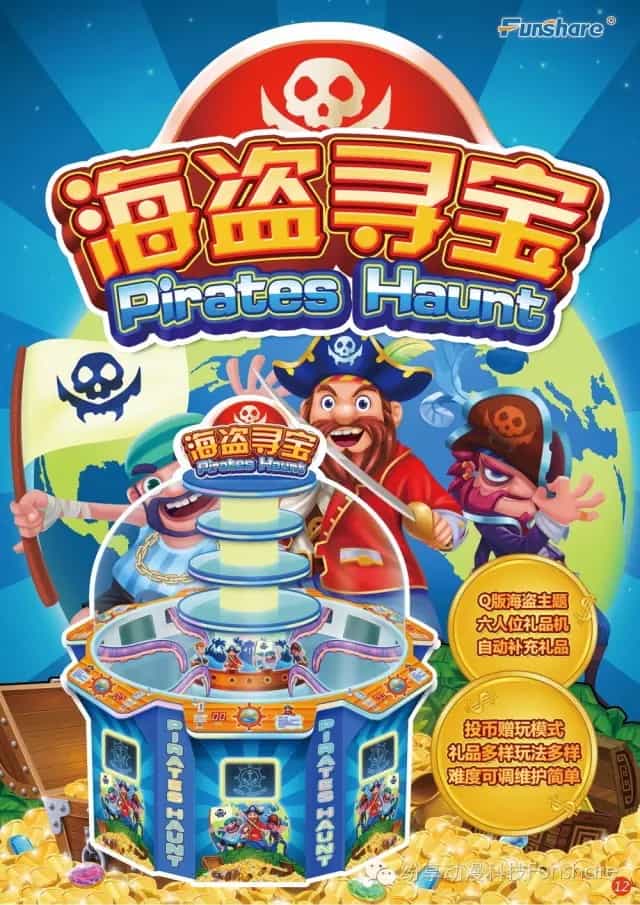 Funshare®
海盗寻宝
Pirates Haunt
海盗寻宝
Pirates Haunt
Q版海盗主题
六人位礼品机
自动补充礼品
投币赠玩模式
礼品多样玩法多样
难度可调维护简单
PIRATES HAUNT
PIRATES HAUNT
分享动漫科技Funshare
12